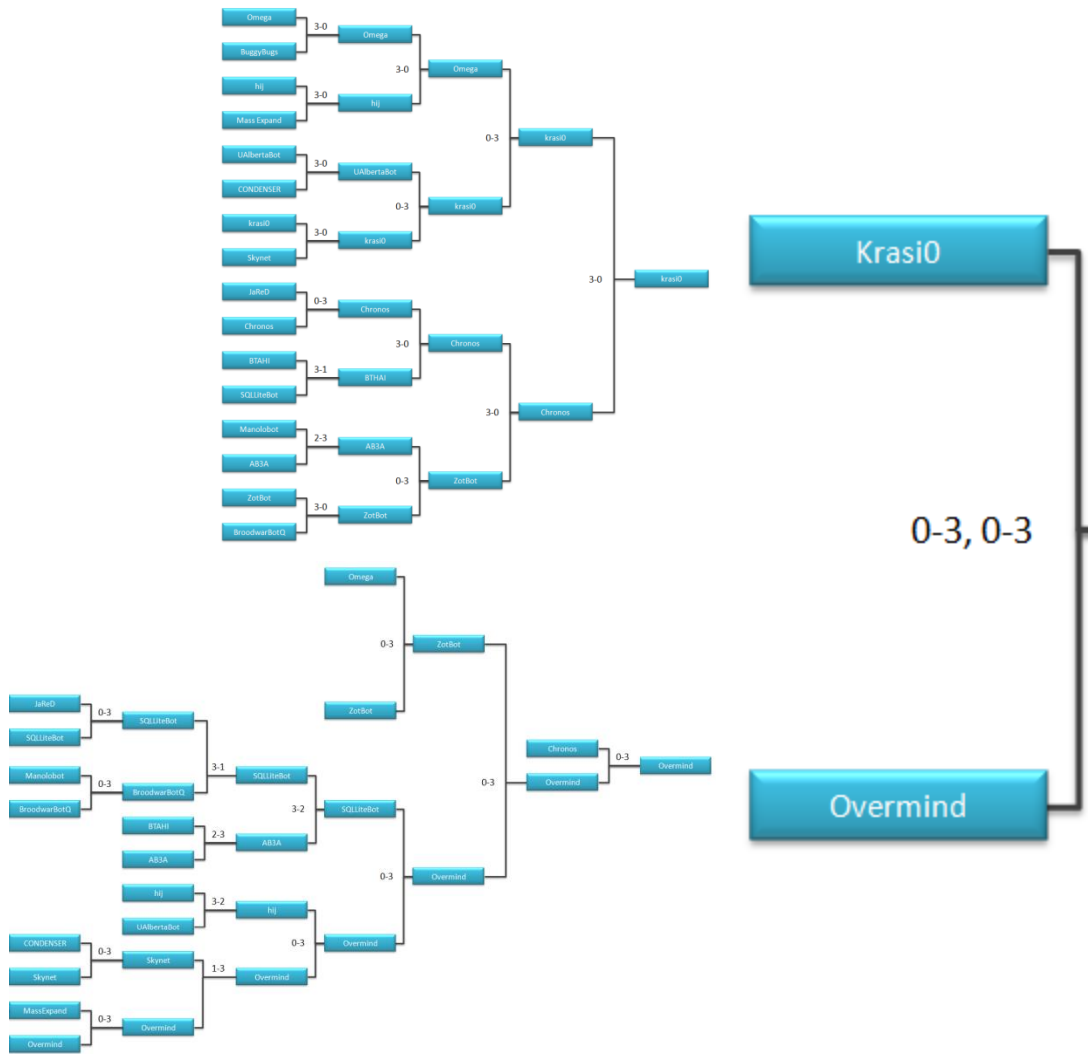 Omega
3-0
BuggyBugs
Omega
3-0
hij
3-0
Mass Expand
hij
Omega
0-3
UAlbertaBot
3-0
CONDENSER
UAlbertaBot
0-3
krasi0
3-0
Skynet
krasi0
krasi0
krasi0
3-0
krasi0
JaReD
0-3
Chronos
Chronos
3-0
BTAHI
3-1
SQLLiteBot
BTHAI
Chronos
3-0
Manolobot
2-3
AB3A
AB3A
0-3
ZotBot
3-0
BroodwarBotQ
ZotBot
ZotBot
Chronos
Krasi0
0-3, 0-3
Overmind
Omega
0-3
ZotBot
ZotBot
JaReD
0-3
SQLLiteBot
SQLLiteBot
3-1
Manolobot
0-3
BroodwarBotQ
BroodwarBotQ
SQLLiteBot
3-2
BTAHI
2-3
AB3A
AB3A
SQLLiteBot
0-3
hij
3-2
UAlbertaBot
hij
0-3
CONDENSER
0-3
Skynet
Skynet
1-3
MassExpand
0-3
Overmind
Overmind
Overmind
Overmind
Overmind
0-3
Chronos
0-3
Overmind
Overmind